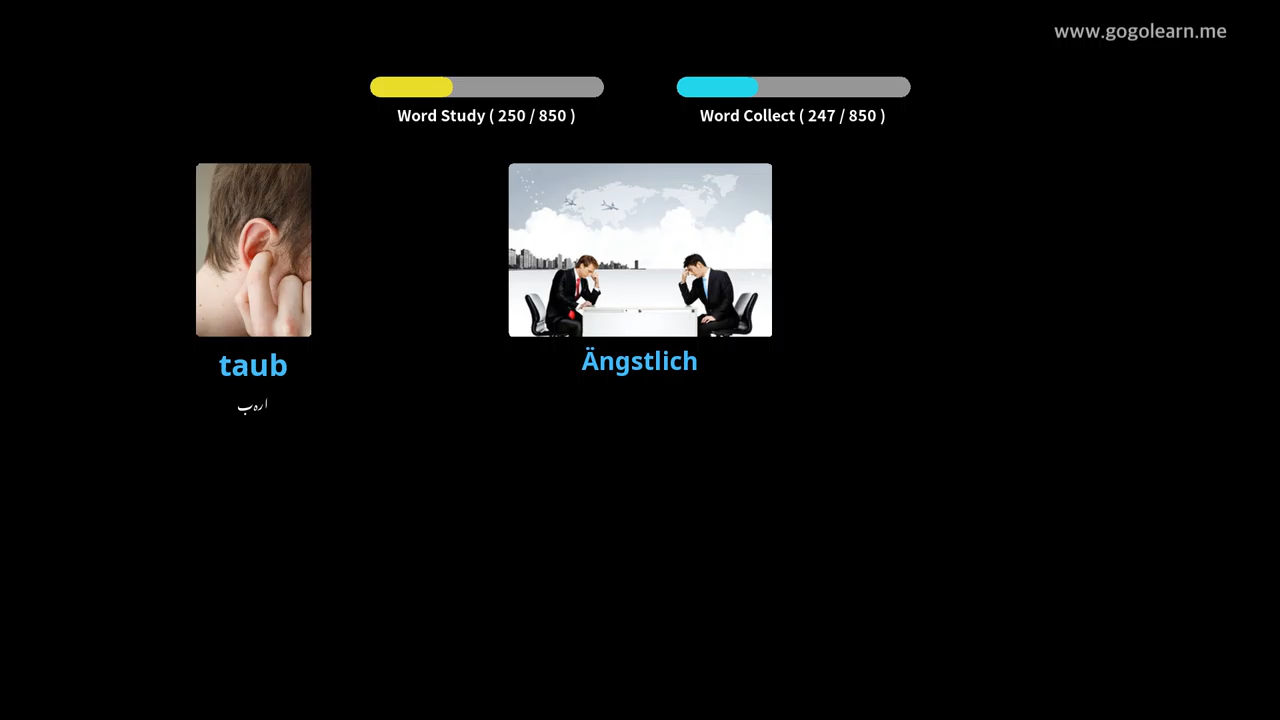 www.gogolearn.me
Word Study ( 250 / 850 )
Word Collect ( 247 / 850 )
taub
ارہب
Ängstlich